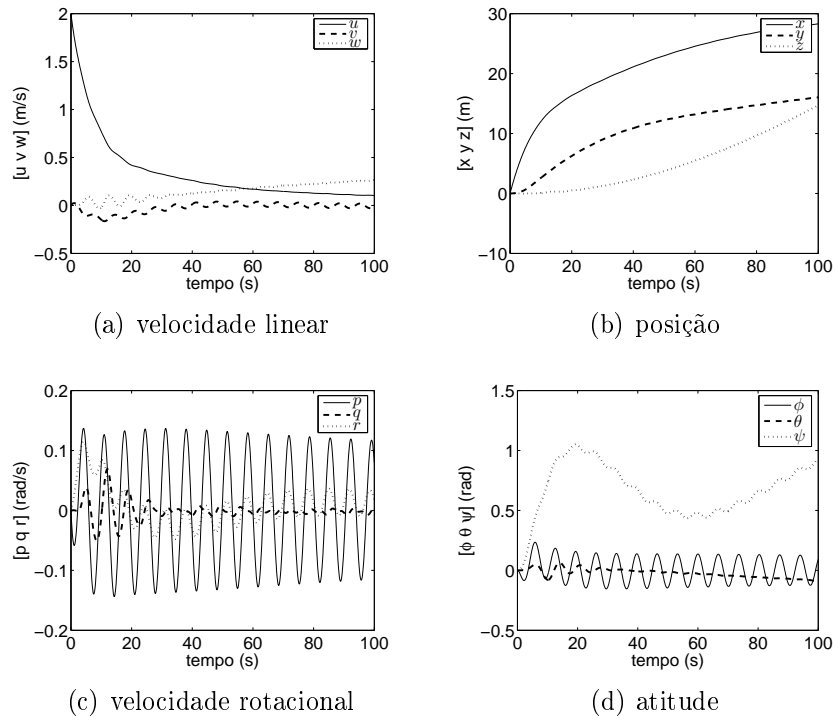 2
1.5
1
0.5
0
−0.5
0 20 40 60 80 100
[u v w] (m/s)
tempo (s)
u
v
w
(a) velocidade linear
30
20
10
0
−10
0 20 40 60 80 100
[x y z] (m)
tempo (s)
x
y
z
(b) posição
0.2
0.1
0
−0.1
−0.2
0 20 40 60 80 100
[p q r] (rad/s)
tempo (s)
p
q
r
(c) velocidade rotacional
1.5
1
0.5
0
−0.5
0 20 40 60 80 100
[ϕ θ ψ] (rad)
tempo (s)
ϕ
θ
ψ
(d) atitude